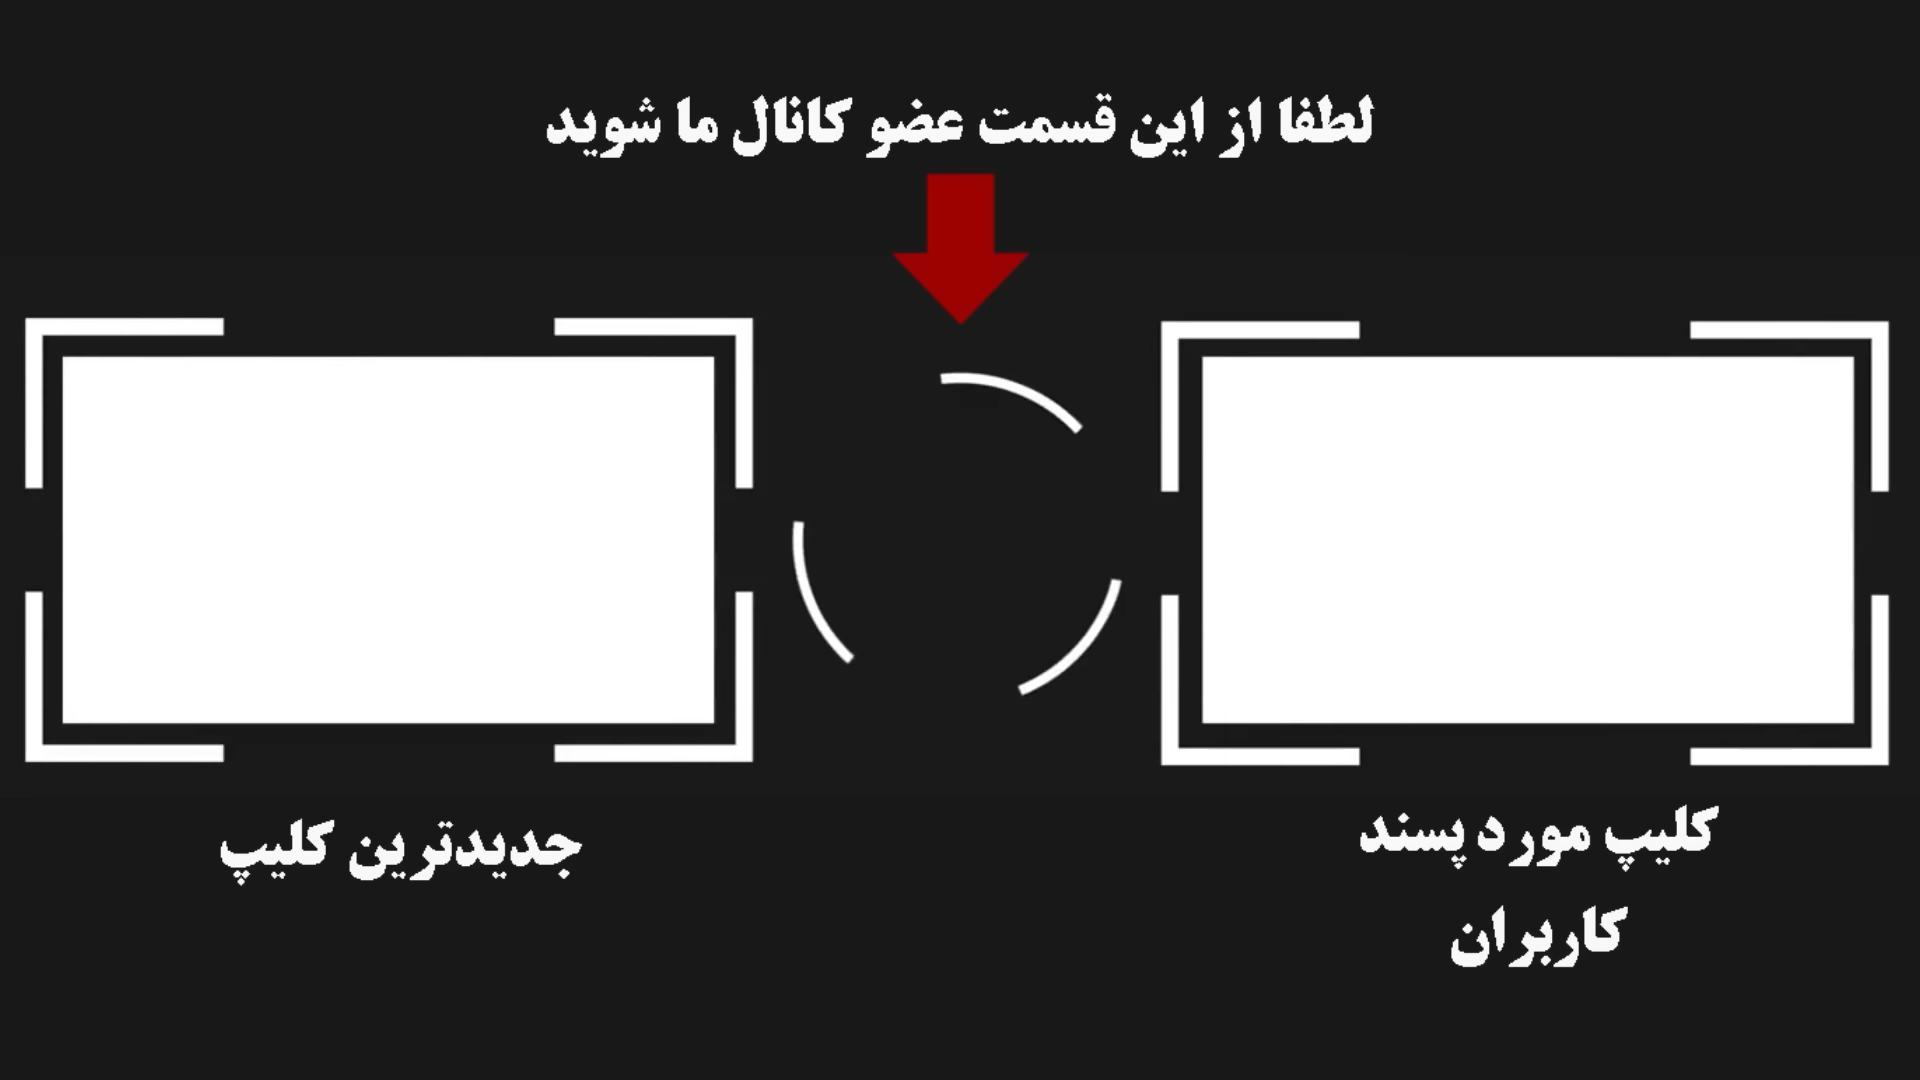 لطفا از این قسمت عضو کانال ما شوید
کلیپ مورد پسند
کاربران
جدیدترین کلیپ